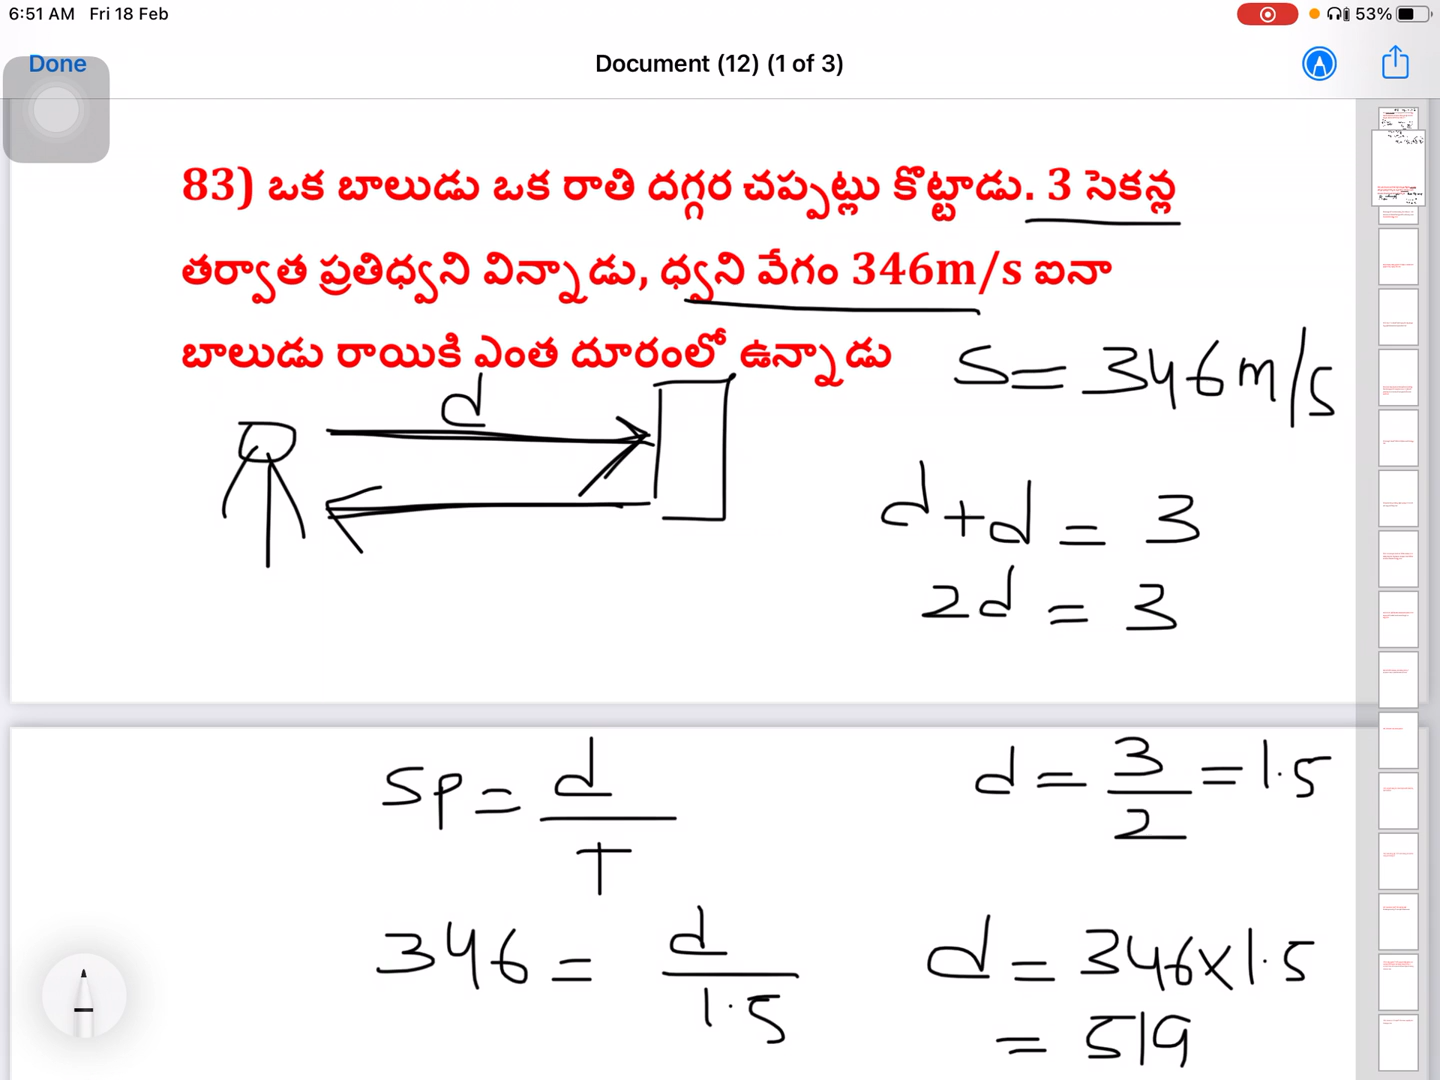 6:51 AM Fri 18 Feb 53%
Done Document (12) (1 of 3)
83) ఒక బాలుడు ఒక రాతి దగ్గర చప్పట్లు కొట్టాడు. 3 సెకన్ల
తర్వాత ప్రతిధ్వని విన్నాడు, ధ్వని వేగం 346m/s ఐనా
బాలుడు రాయికి ఎంత దూరంలో ఉన్నాడు
S = 346 m/s
d
d + d = 3
2d = 3
Sp = d/T
d = 3/2 = 1.5
346 = d/1.5
d = 346 x 1.5
= 519